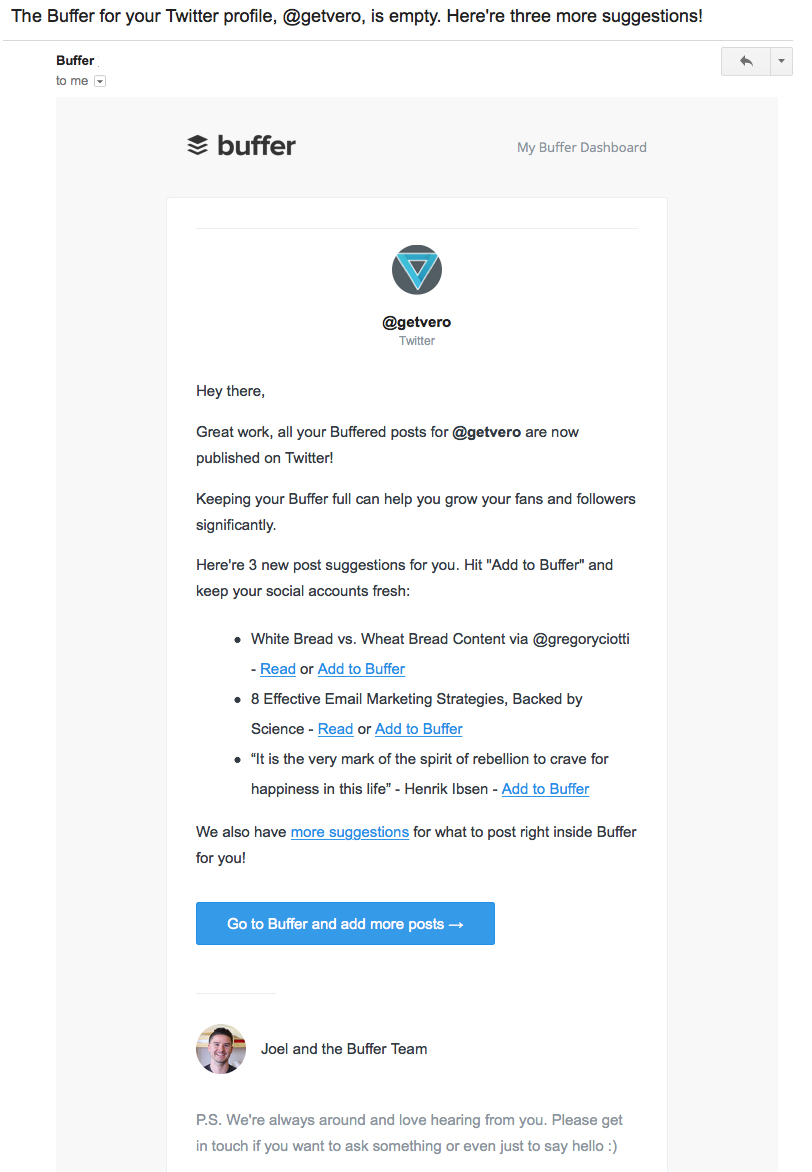 The Buffer for your Twitter profile, @getvero, is empty. Here're three more suggestions!
Buffer
to me
buffer
My Buffer Dashboard
@getvero
Twitter
Hey there,
Great work, all your Buffered posts for @getvero are now
published on Twitter!
Keeping your Buffer full can help you grow your fans and followers
significantly.
Here're 3 new post suggestions for you. Hit "Add to Buffer" and
keep your social accounts fresh:
• White Bread vs. Wheat Bread Content via @gregoryciotti
- Read or Add to Buffer
• 8 Effective Email Marketing Strategies, Backed by
Science - Read or Add to Buffer
• “It is the very mark of the spirit of rebellion to crave for
happiness in this life” - Henrik Ibsen - Add to Buffer
We also have more suggestions for what to post right inside Buffer
for you!
Go to Buffer and add more posts →
Joel and the Buffer Team
P.S. We're always around and love hearing from you. Please get
in touch if you want to ask something or even just to say hello :)